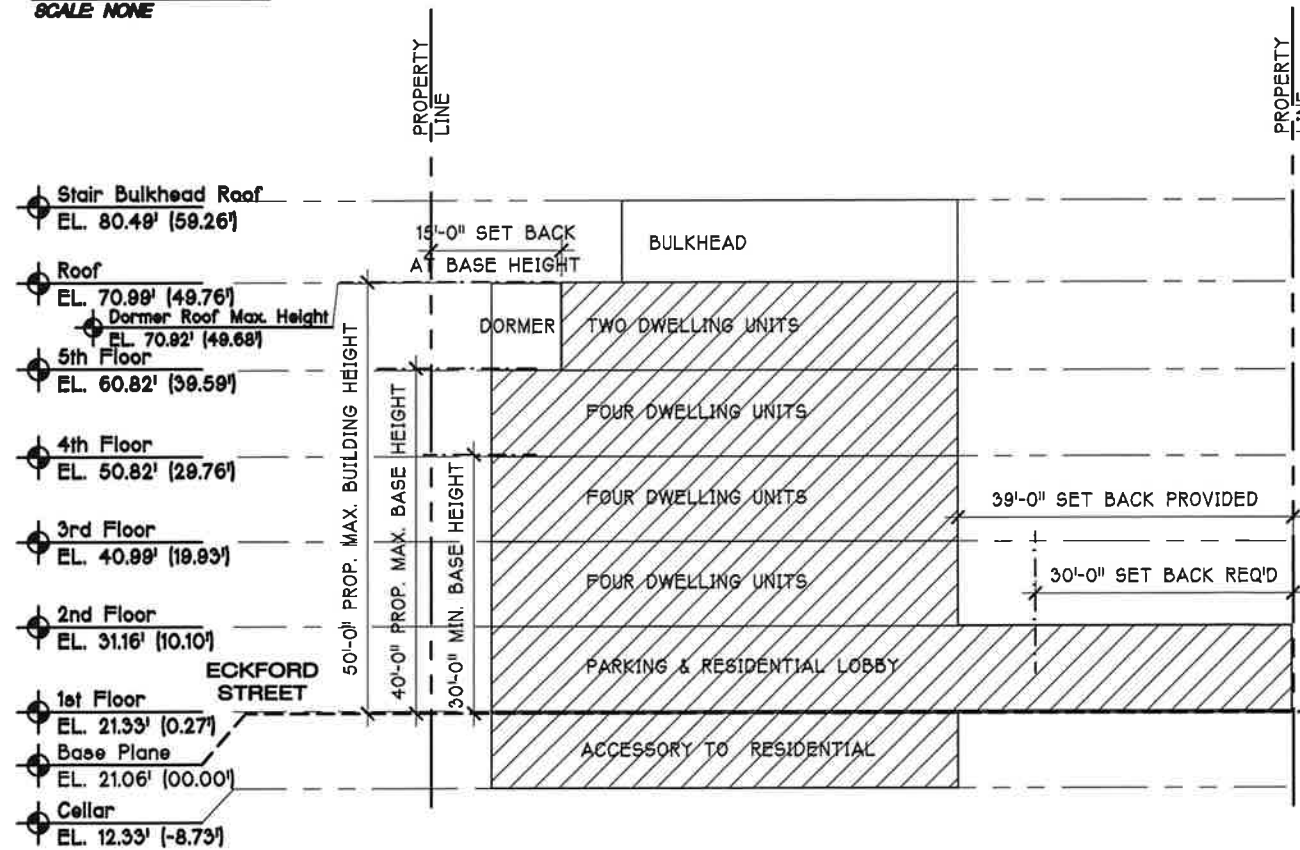 SCALE: NONE
PROPERTY
LINE
PROPERTY
LINE
Stair Bulkhead Roof
EL. 80.49' (59.26')
15'-0" SET BACK
AT BASE HEIGHT
BULKHEAD
Roof
EL. 70.99' (49.76')
Dormer Roof Max. Height
EL. 70.92' (49.68')
DORMER
TWO DWELLING UNITS
5th Floor
EL. 60.82' (39.59')
FOUR DWELLING UNITS
4th Floor
EL. 50.82' (29.76')
FOUR DWELLING UNITS
39'-0" SET BACK PROVIDED
3rd Floor
EL. 40.99' (19.93')
FOUR DWELLING UNITS
30'-0" SET BACK REQ'D
2nd Floor
EL. 31.16' (10.10')
50'-0" PROP. MAX. BUILDING HEIGHT
40'-0" PROP. MAX. BASE HEIGHT
30'-0" MIN. BASE HEIGHT
PARKING & RESIDENTIAL LOBBY
ECKFORD
STREET
1st Floor
EL. 21.33' (0.27')
Base Plane
EL. 21.06' (00.00')
ACCESSORY TO RESIDENTIAL
Cellar
EL. 12.33' (-8.73')